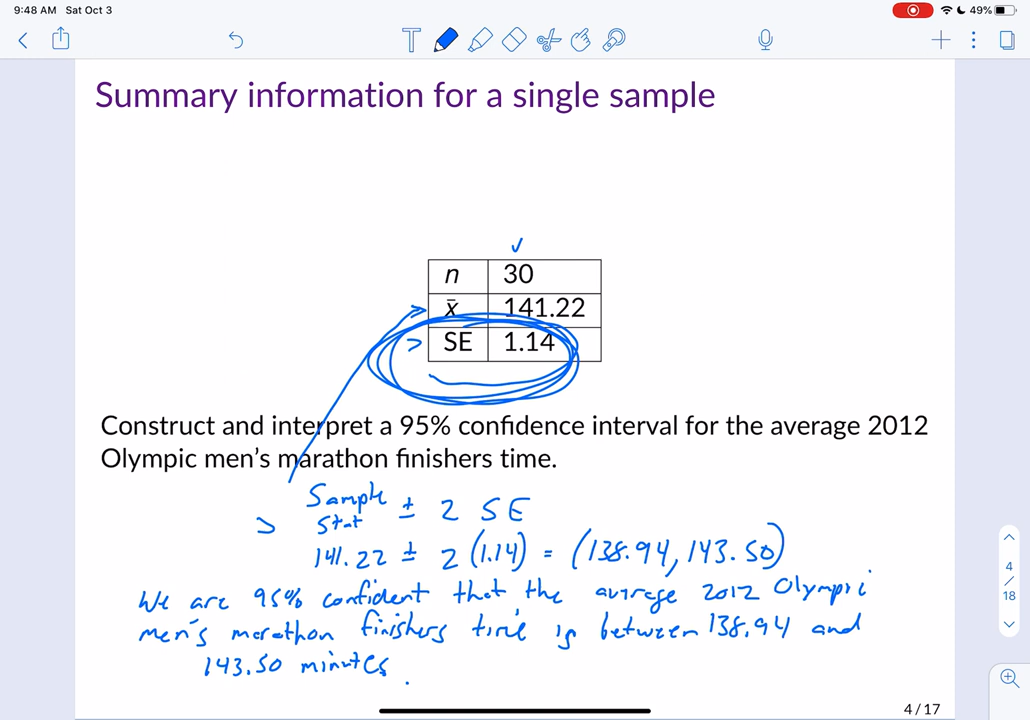 9:48 AM Sat Oct 3
49%
T
Summary information for a single sample
n 30
x̄ 141.22
SE 1.14
Construct and interpret a 95% confidence interval for the average 2012
Olympic men's marathon finishers time.
Sample
stat ± 2 SE
141.22 ± 2 (1.14) = (138.94, 143.50)
We are 95% confident that the average 2012 Olympic
men's marathon finishers time is between 138.94 and
143.50 minutes.
4
/
18
4 / 17